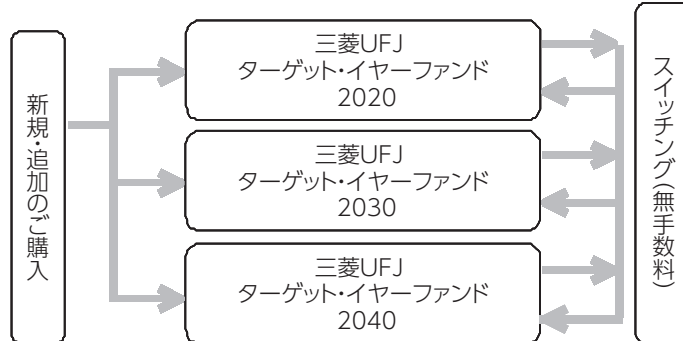 新規・追加のご購入
三菱UFJ
ターゲット・イヤーファンド
2020
三菱UFJ
ターゲット・イヤーファンド
2030
三菱UFJ
ターゲット・イヤーファンド
2040
スイッチング(無手数料)